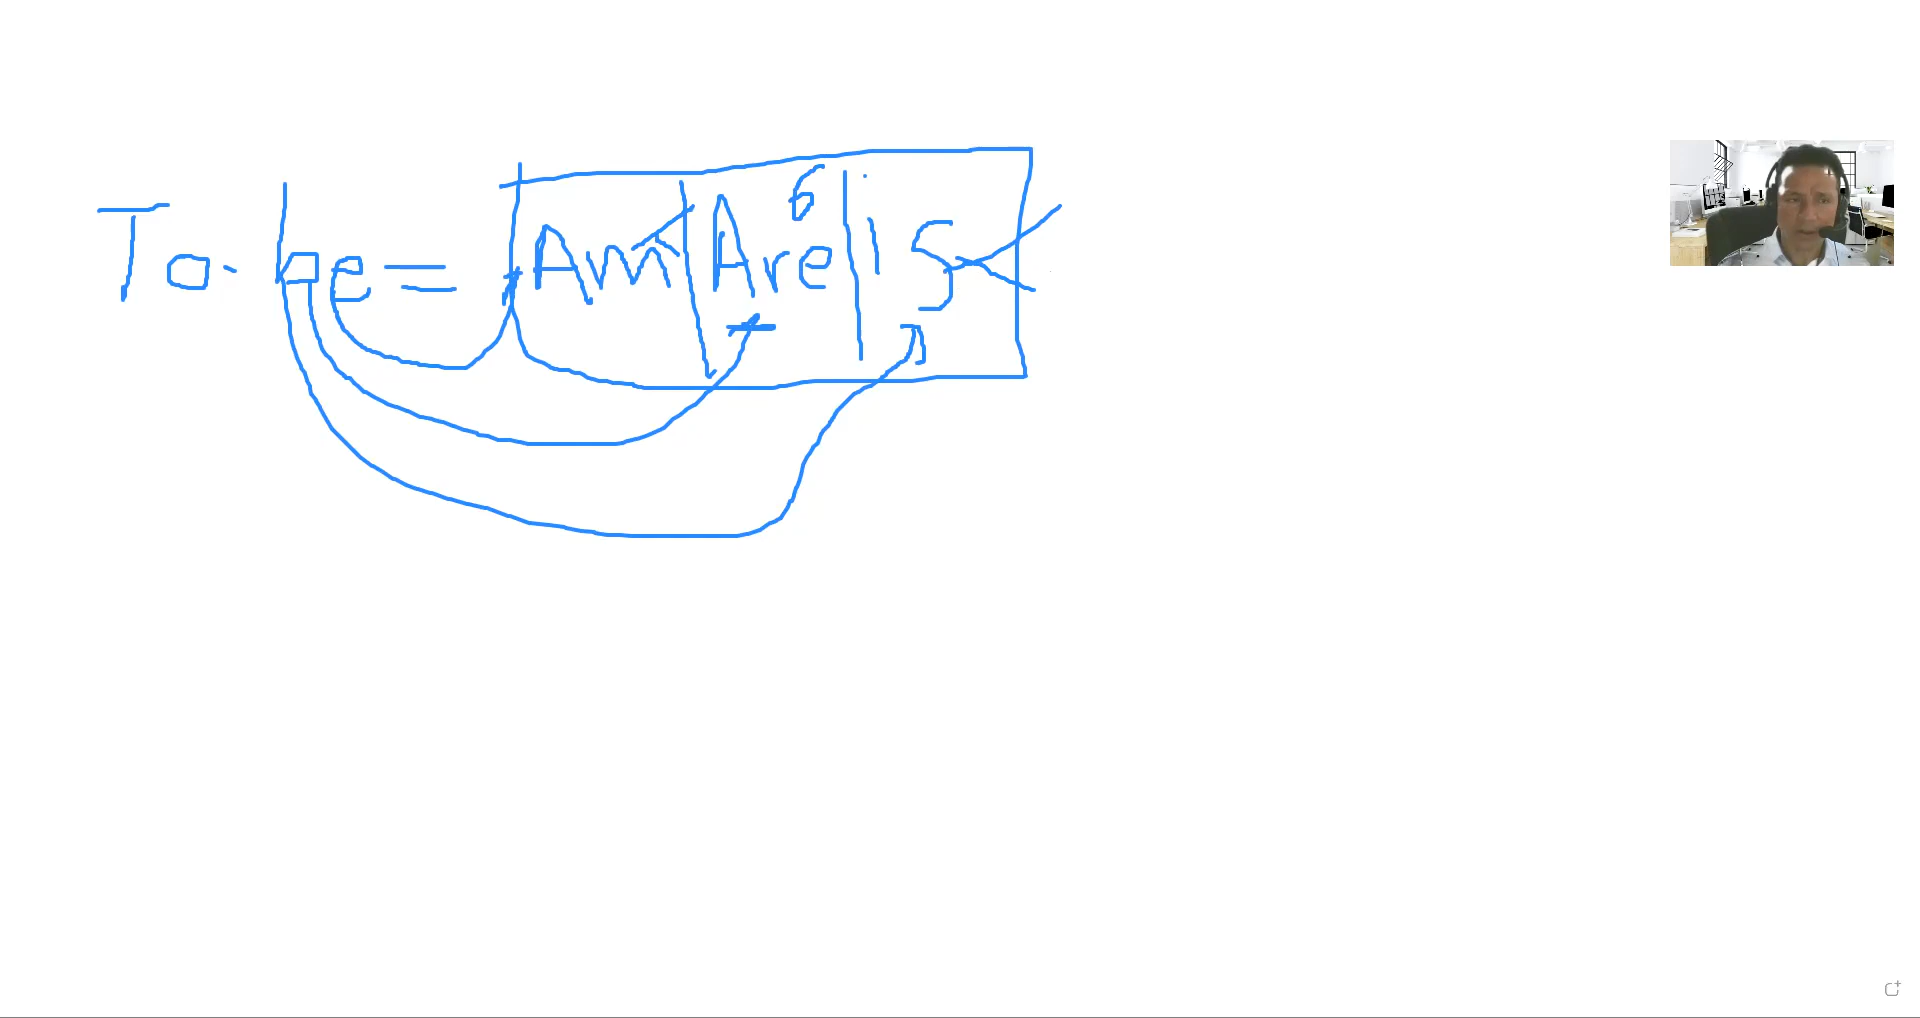 To be = Am Are is